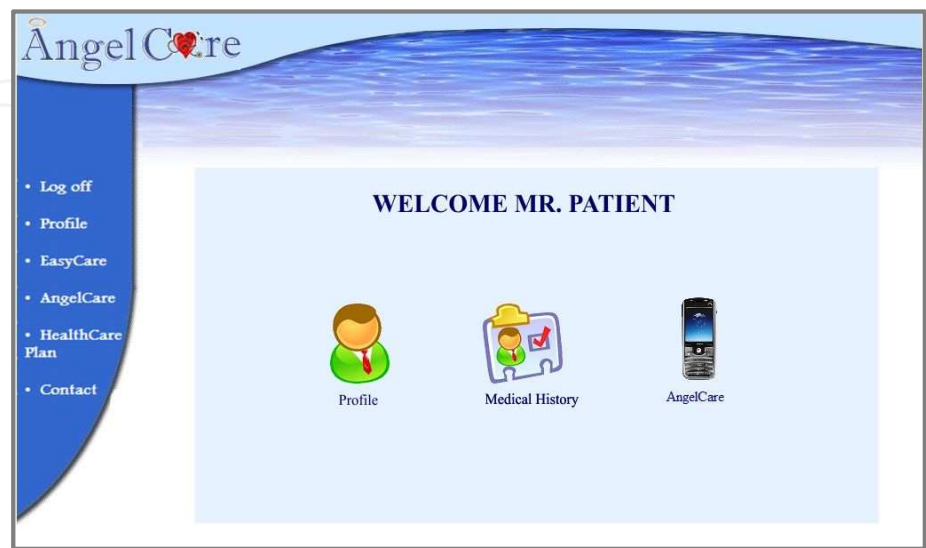 AngelCare
• Log off
• Profile
• EasyCare
• AngelCare
• HealthCare
Plan
• Contact
WELCOME MR. PATIENT
Profile
Medical History
AngelCare